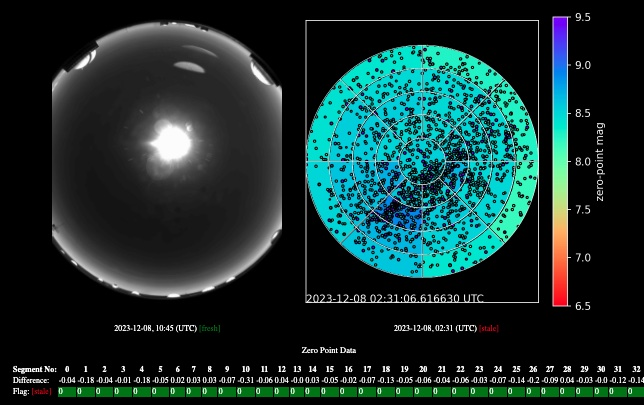 9.5
9.0
8.5
8.0
7.5
7.0
6.5
zero-point mag
2023-12-08 02:31:06.616630 UTC
2023-12-08, 10:45 (UTC) [fresh]
2023-12-08, 02:31 (UTC) [stale]
Zero Point Data
Segment No: 0 1 2 3 4 5 6 7 8 9 10 11 12 13 14 15 16 17 18 19 20 21 22 23 24 25 26 27 28 29 30 31 32
Difference: -0.04 -0.18 -0.04 -0.01 -0.18 -0.05 0.02 0.03 -0.07 -0.31 -0.06 0.04 -0.0 -0.03 0.04 -0.03 -0.05 -0.02 -0.07 -0.13 -0.06 -0.05 -0.04 -0.06 -0.03 -0.07 -0.14 -0.2 -0.09 0.04 -0.03 -0.0 -0.12
Flag: [stale] 0 0 0 0 0 0 0 0 0 0 0 0 0 0 0 0 0 0 0 0 0 0 0 0 0 0 0 0 0 0 0 0 0